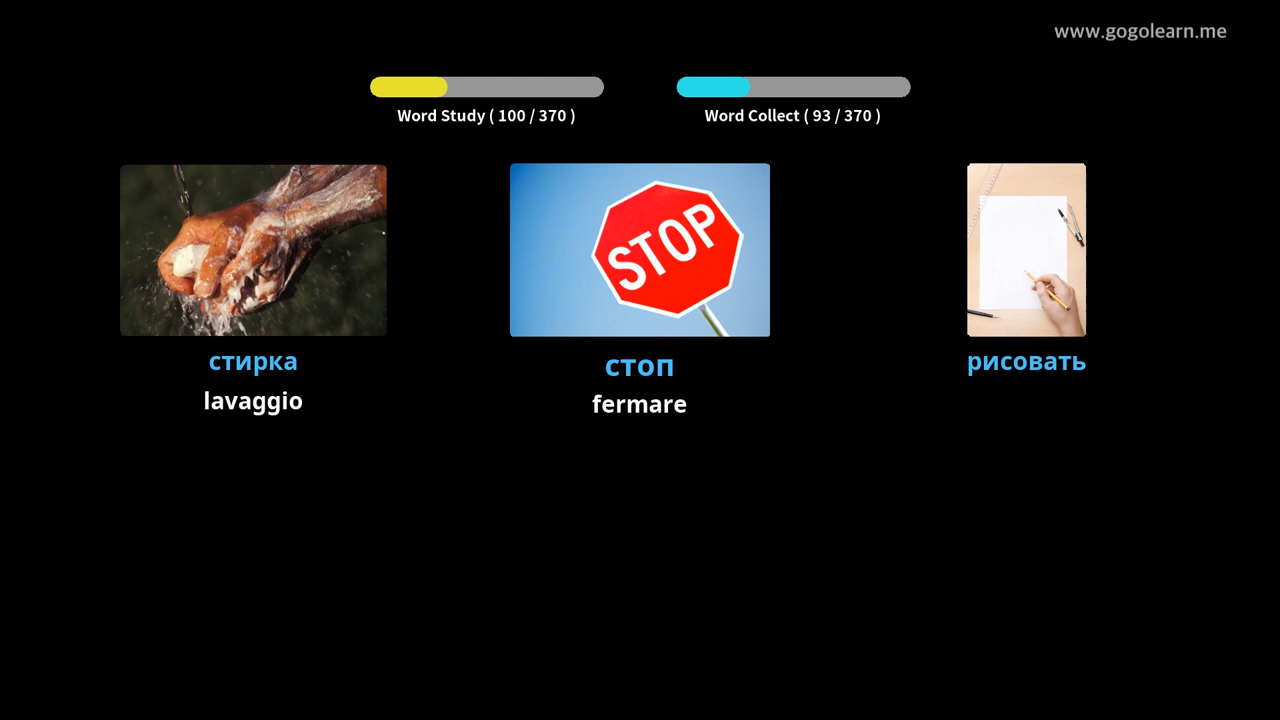 www.gogolearn.me
Word Study ( 100 / 370 )
Word Collect ( 93 / 370 )
STOP
стирка
стоп
рисовать
lavaggio
fermare